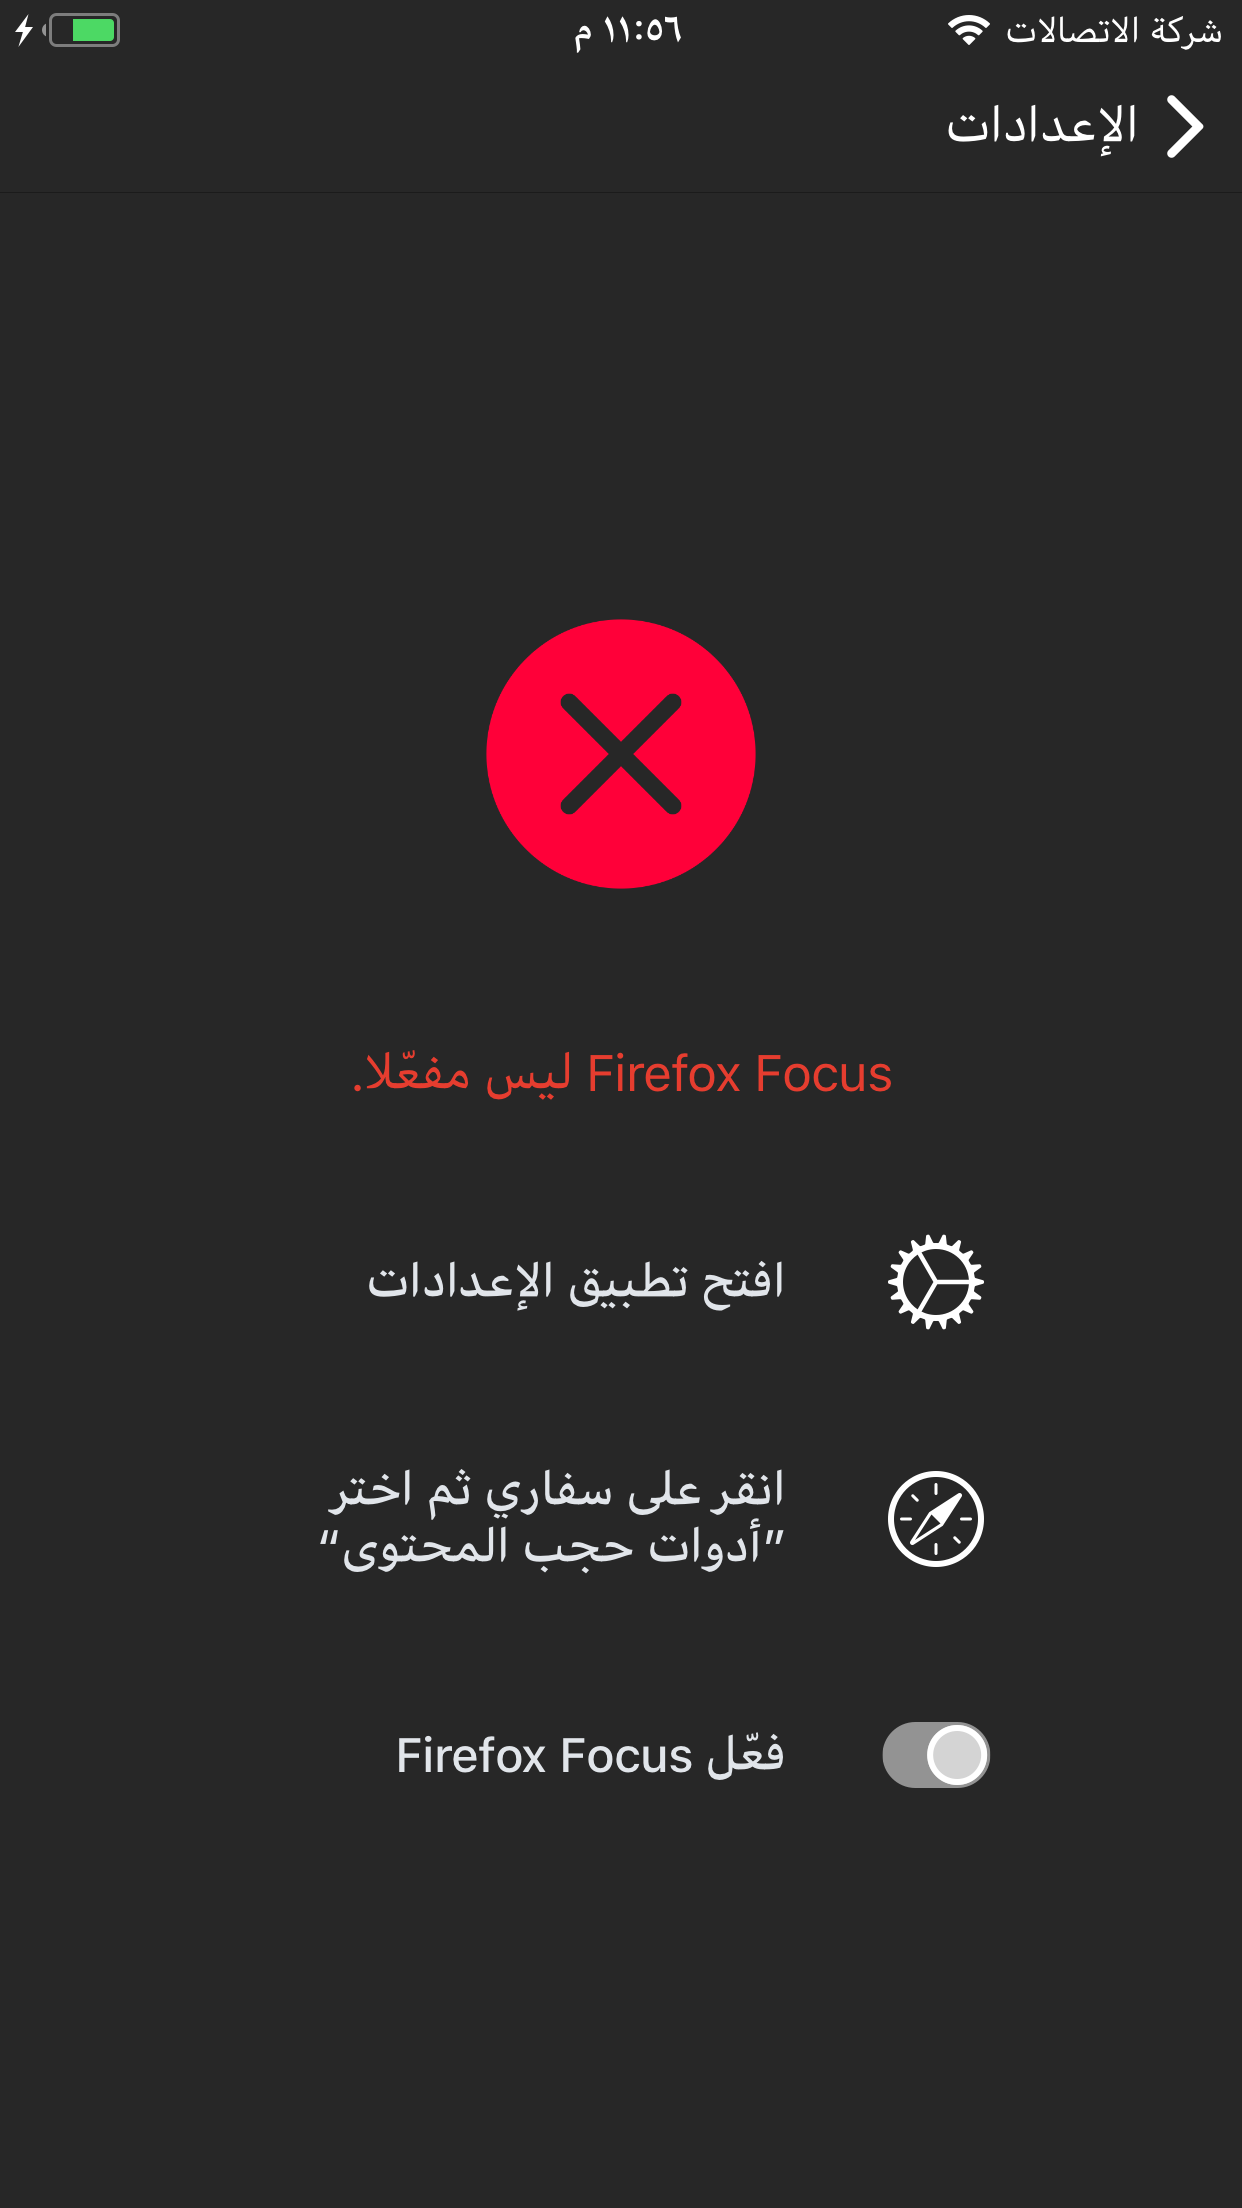 شركة الاتصالات
١١:٥٦ م
الإعدادات
Firefox Focus ليس مفعّلا.
افتح تطبيق الإعدادات
انقر على سفاري ثم اختر
”أدوات حجب المحتوى“
فعّل Firefox Focus